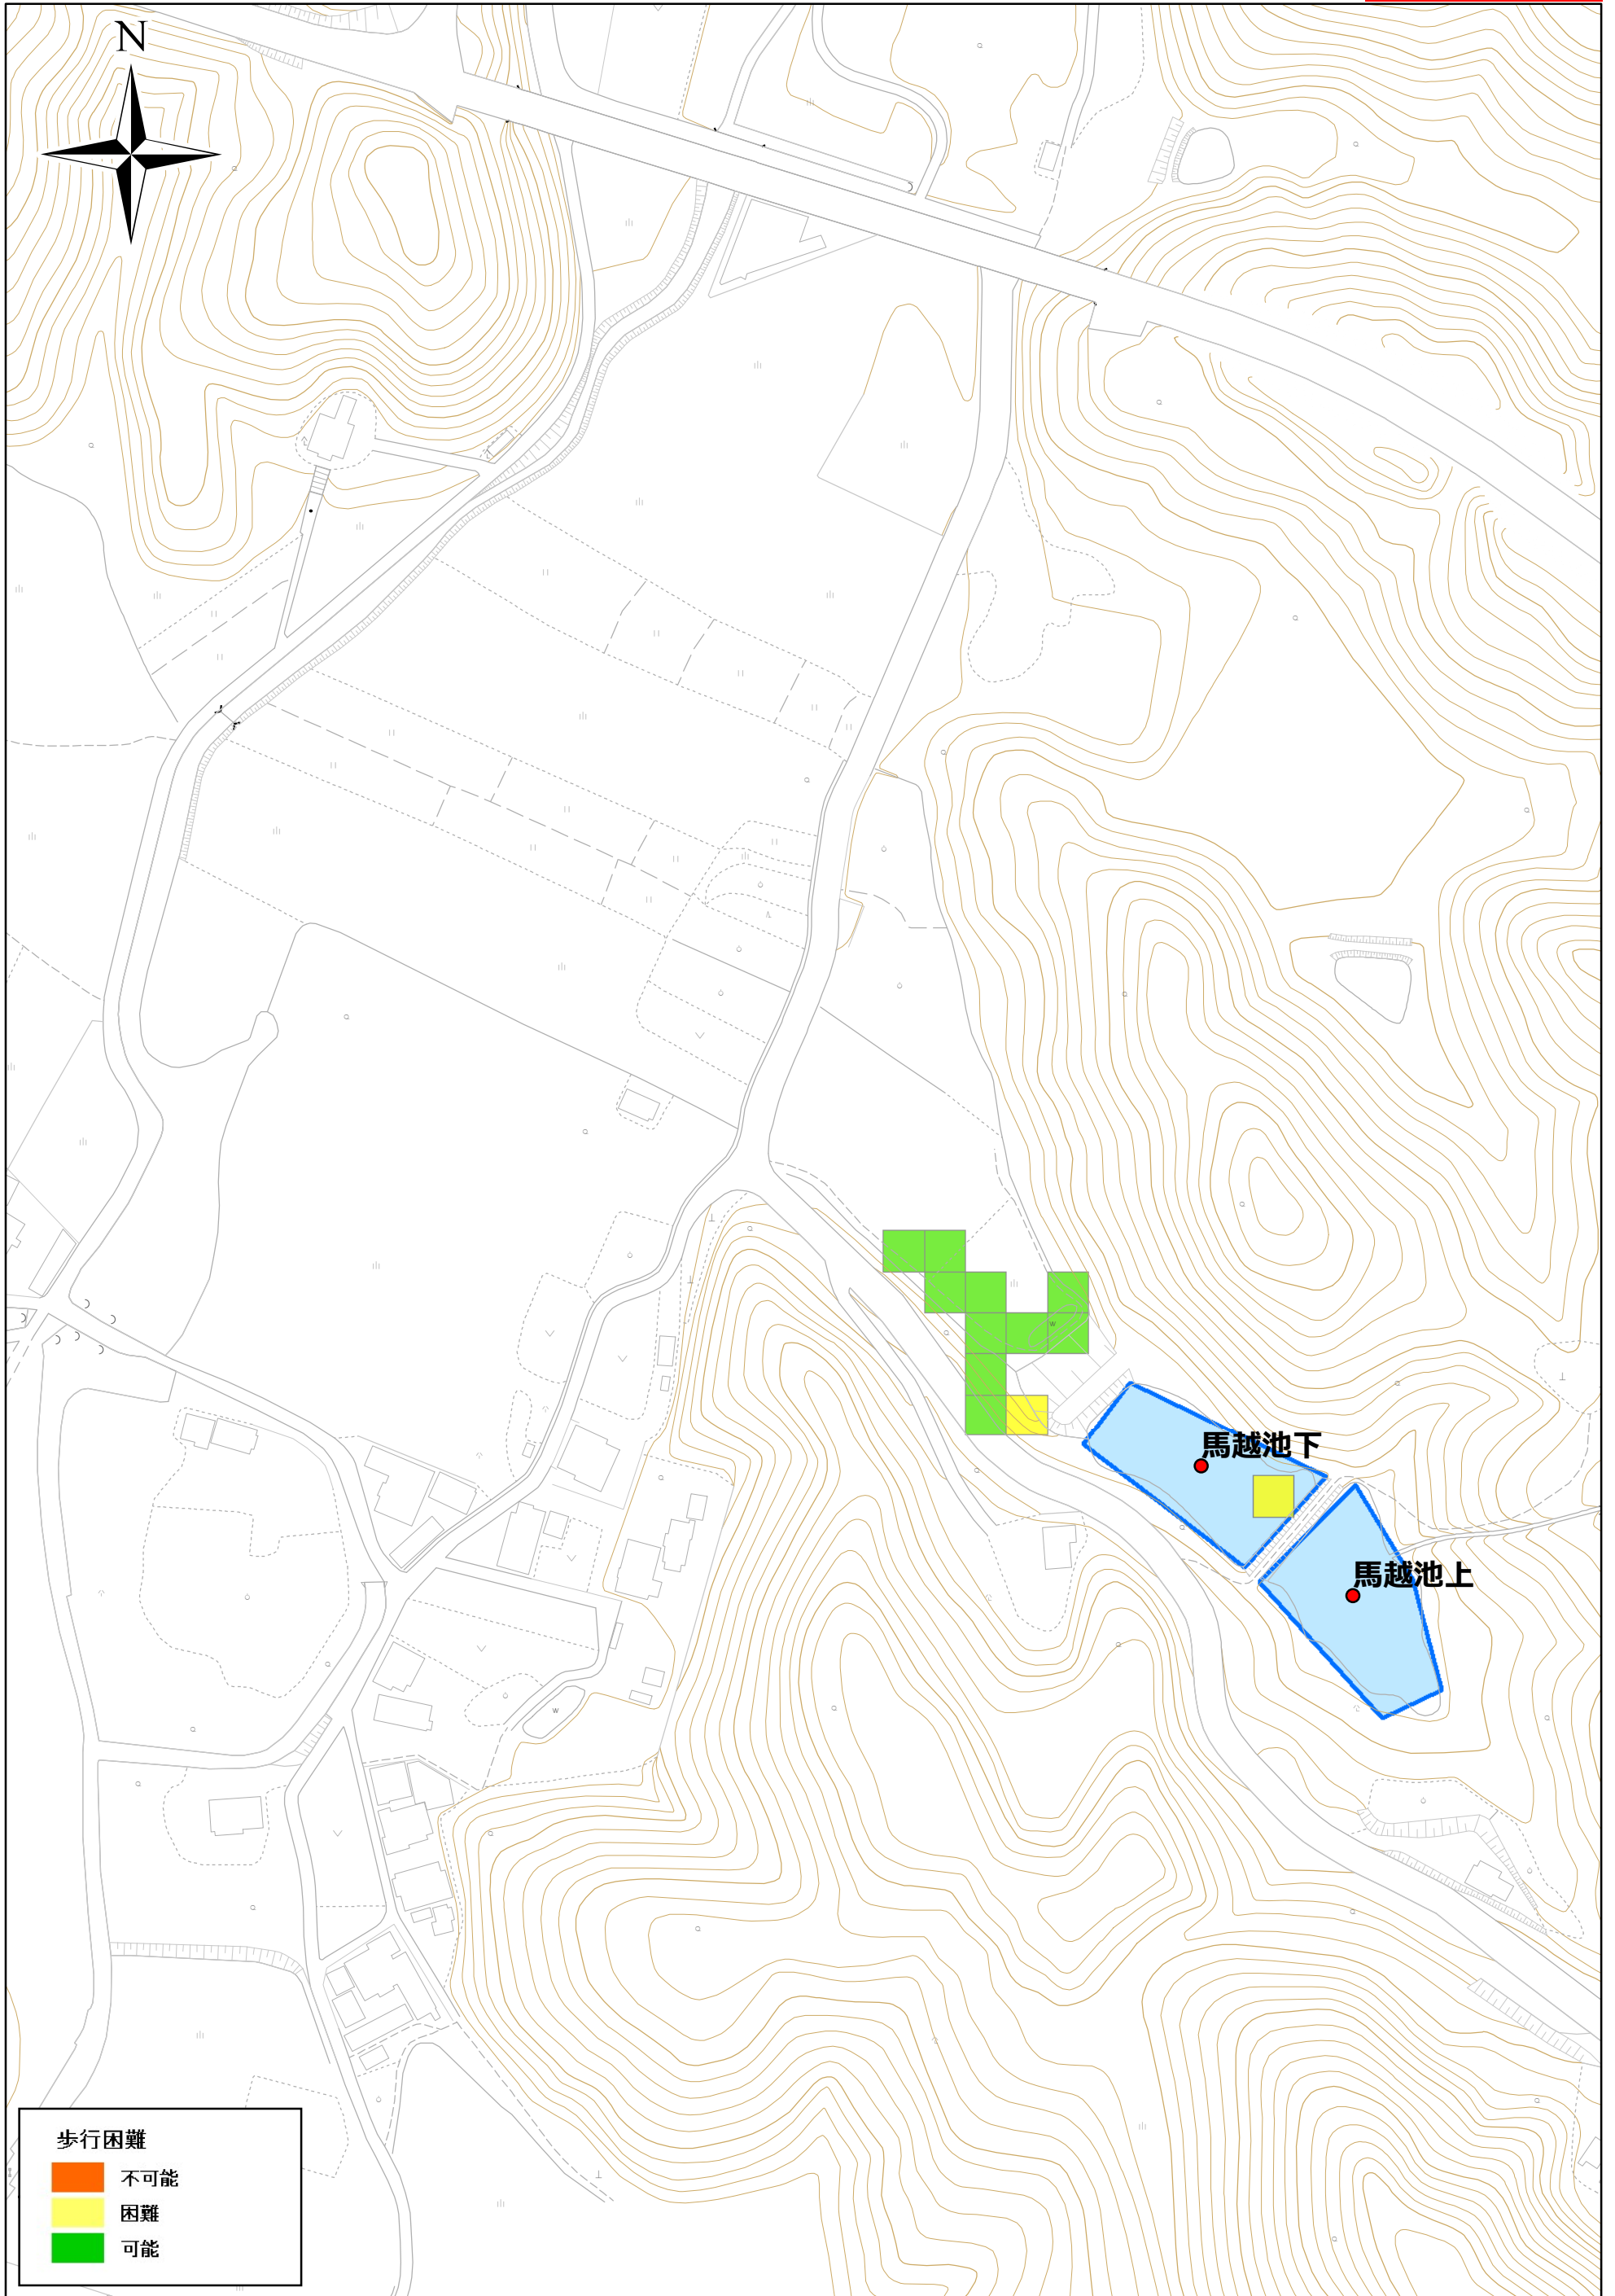 N
馬越池下
馬越池上
歩行困難
不可能
困難
可能